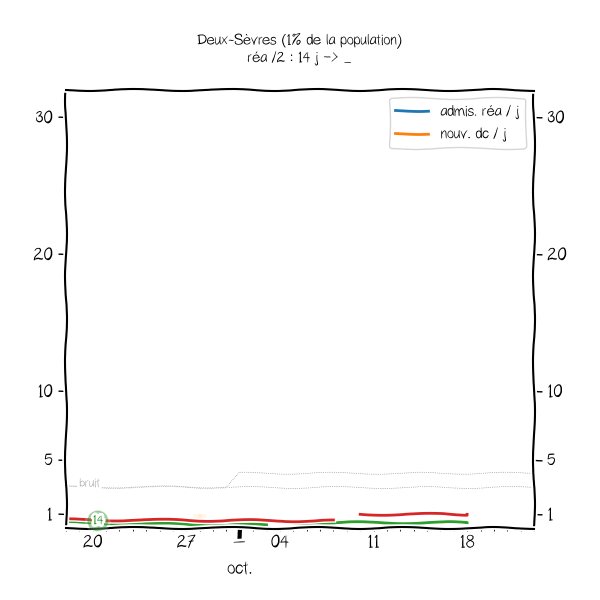 Deux-Sèvres (1% de la population)
réa /2 : 14 j -> _
admis. réa / j
nouv. dc / j
30
30
20
20
10
10
5
5
bruit
1
14
1
20
27
04
11
18
oct.